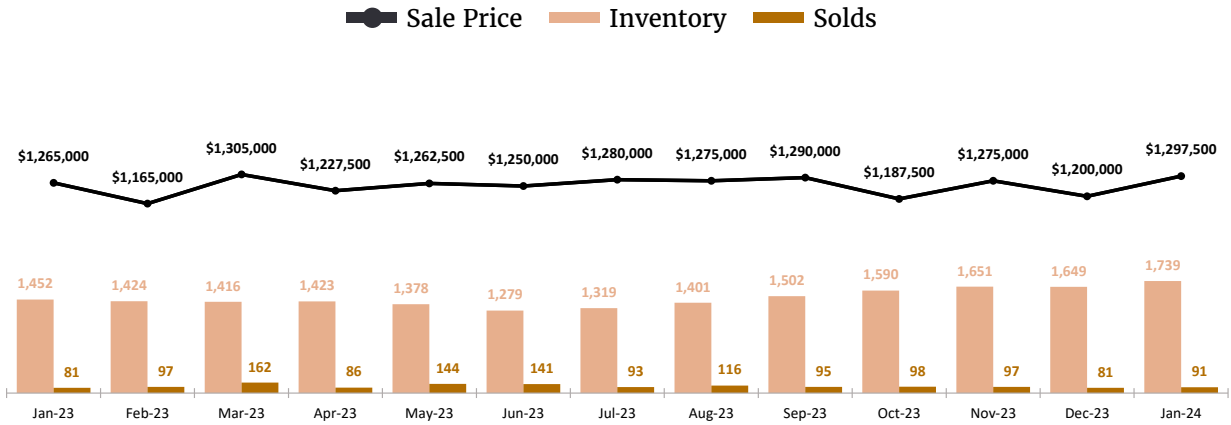 Sale Price Inventory Solds
$1,265,000 $1,165,000 $1,305,000 $1,227,500 $1,262,500 $1,250,000 $1,280,000 $1,275,000 $1,290,000 $1,187,500 $1,275,000 $1,200,000 $1,297,500
1,452 1,424 1,416 1,423 1,378 1,279 1,319 1,401 1,502 1,590 1,651 1,649 1,739
81 97 162 86 144 141 93 116 95 98 97 81 91
Jan-23 Feb-23 Mar-23 Apr-23 May-23 Jun-23 Jul-23 Aug-23 Sep-23 Oct-23 Nov-23 Dec-23 Jan-24